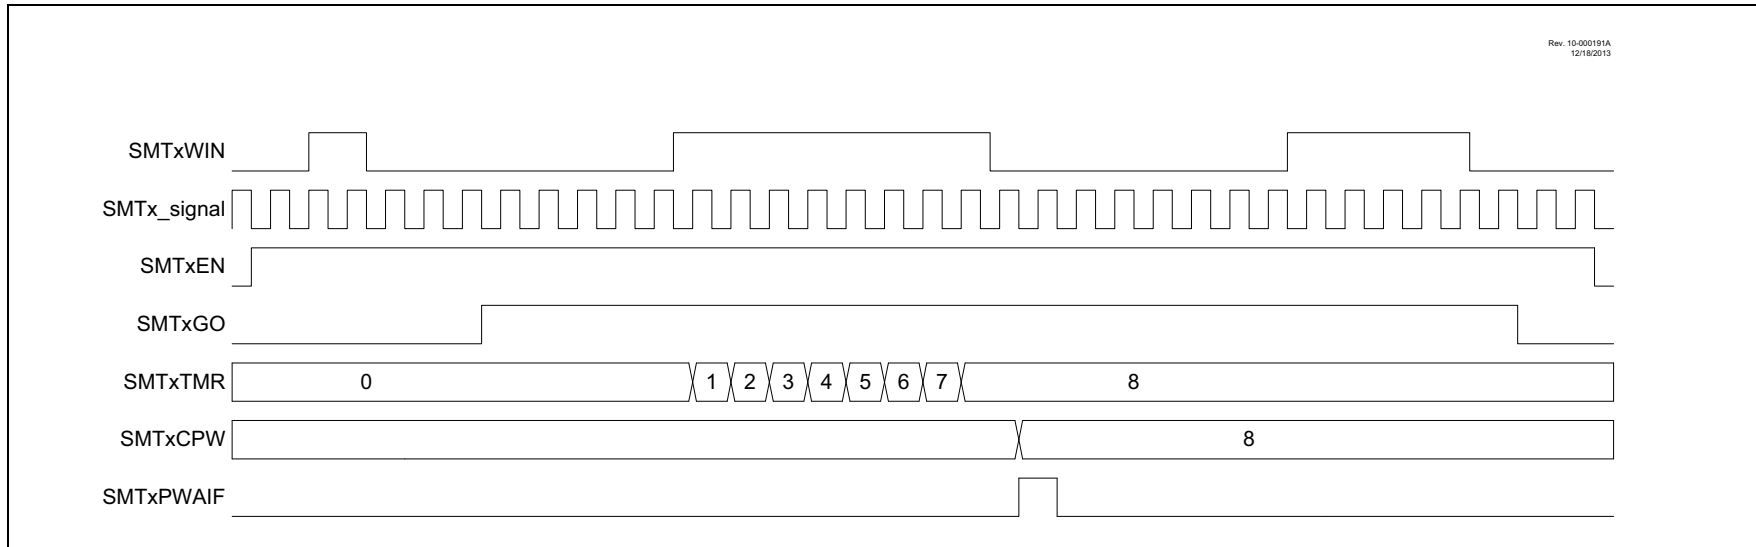 Rev. 10-000191A
12/18/2013
SMTxWIN
SMTx_signal
SMTxEN
SMTxGO
SMTxTMR 0 1 2 3 4 5 6 7 8
SMTxCPW 8
SMTxPWAIF